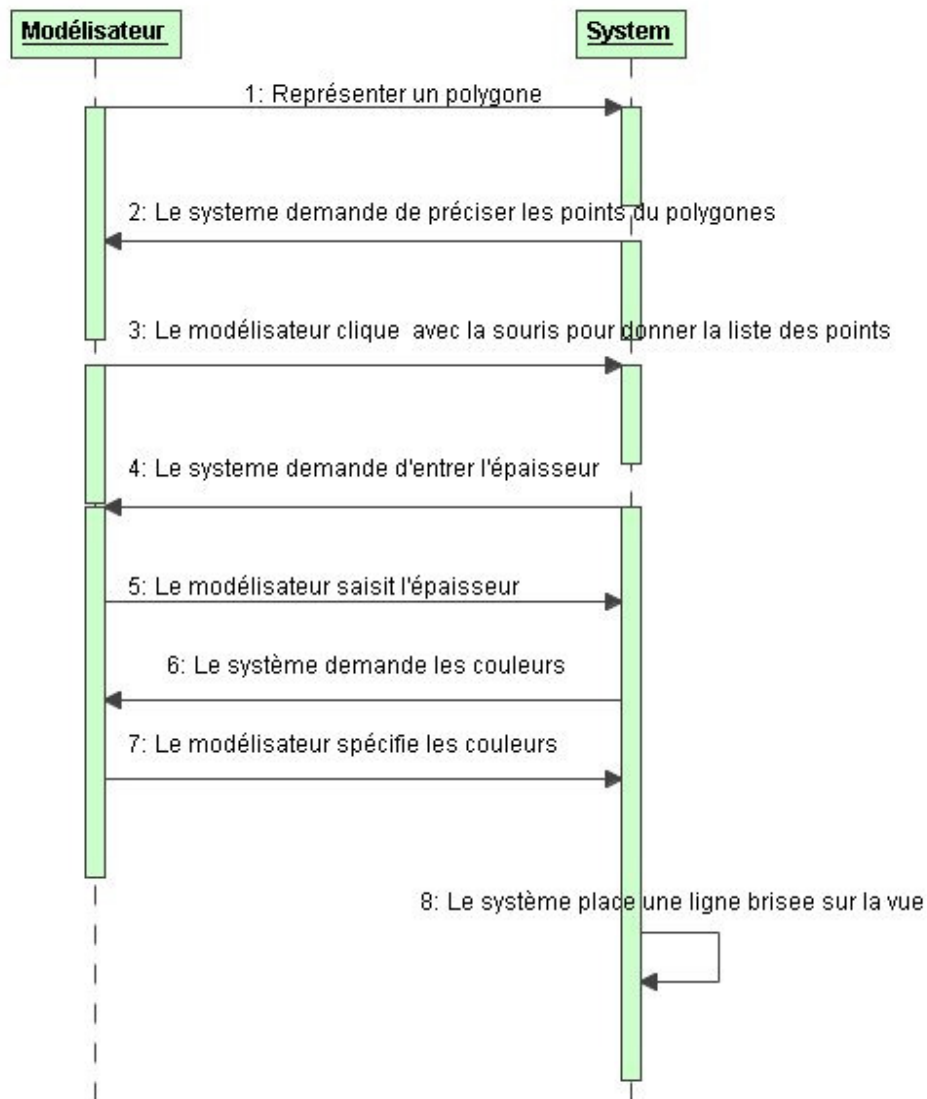 Modélisateur
System
1: Représenter un polygone
2: Le systeme demande de préciser les points du polygones
3: Le modélisateur clique  avec la souris pour donner la liste des points
4: Le systeme demande d'entrer l'épaisseur
5: Le modélisateur saisit l'épaisseur
6: Le système demande les couleurs
7: Le modélisateur spécifie les couleurs
8: Le système place une ligne brisee sur la vue